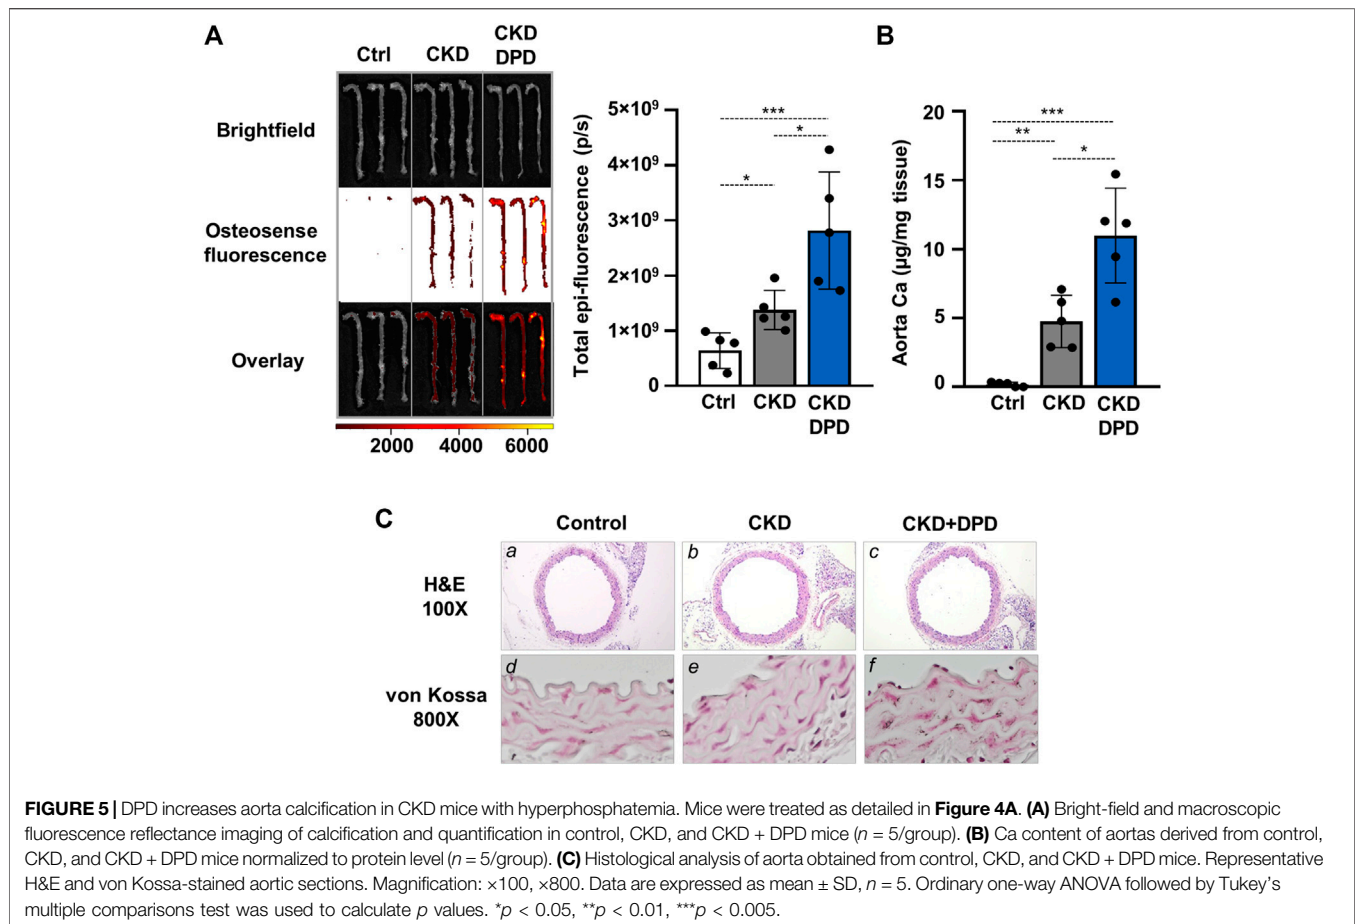 A
Ctrl
CKD
CKD
DPD
Brightfield
Osteosense
fluorescence
Overlay
2000
4000
6000
Total epi-fluorescence (p/s)
5×10⁹
4×10⁹
3×10⁹
2×10⁹
1×10⁹
0
***
*
*
Ctrl
CKD
CKD
DPD
B
Aorta Ca (µg/mg tissue)
20
15
10
5
0
***
**
*
Ctrl
CKD
CKD
DPD
C
Control
CKD
CKD+DPD
H&E
100X
a
b
c
von Kossa
800X
d
e
f
FIGURE 5 | DPD increases aorta calcification in CKD mice with hyperphosphatemia. Mice were treated as detailed in Figure 4A. (A) Bright-field and macroscopic
fluorescence reflectance imaging of calcification and quantification in control, CKD, and CKD + DPD mice (n = 5/group). (B) Ca content of aortas derived from control,
CKD, and CKD + DPD mice normalized to protein level (n = 5/group). (C) Histological analysis of aorta obtained from control, CKD, and CKD + DPD mice. Representative
H&E and von Kossa-stained aortic sections. Magnification: ×100, ×800. Data are expressed as mean ± SD, n = 5. Ordinary one-way ANOVA followed by Tukey's
multiple comparisons test was used to calculate p values. *p < 0.05, **p < 0.01, ***p < 0.005.